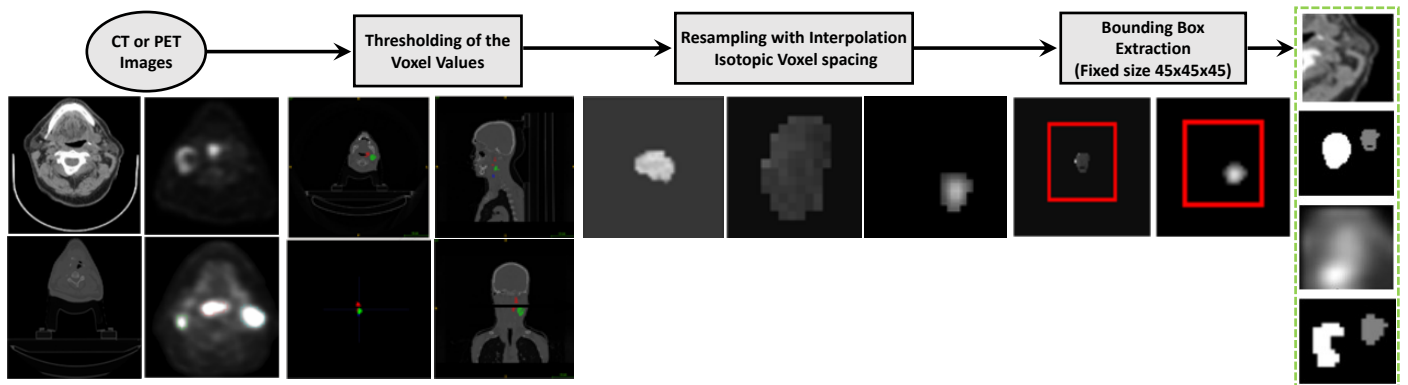 CT or PET
Images
Thresholding of the
Voxel Values
Resampling with Interpolation
Isotopic Voxel spacing
Bounding Box
Extraction
(Fixed size 45x45x45)